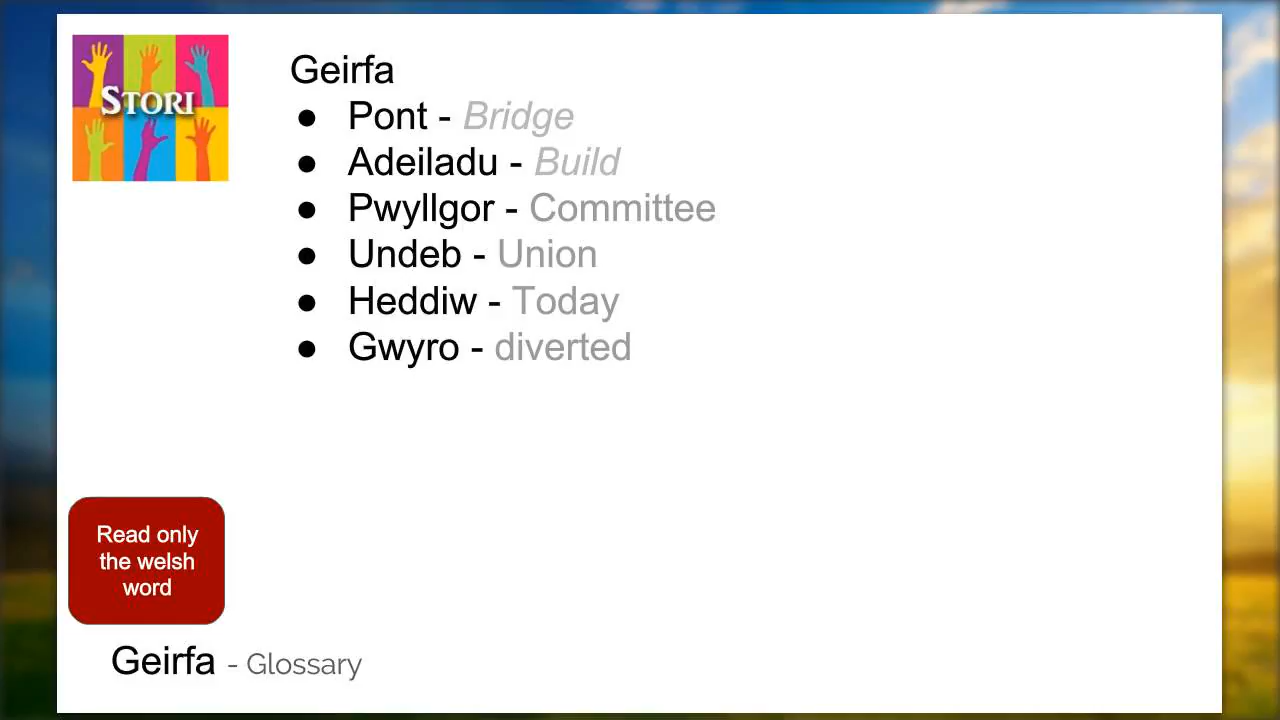 STORI
Geirfa
● Pont - Bridge
● Adeiladu - Build
● Pwyllgor - Committee
● Undeb - Union
● Heddiw - Today
● Gwyro - diverted
Read only
the welsh
word
Geirfa - Glossary